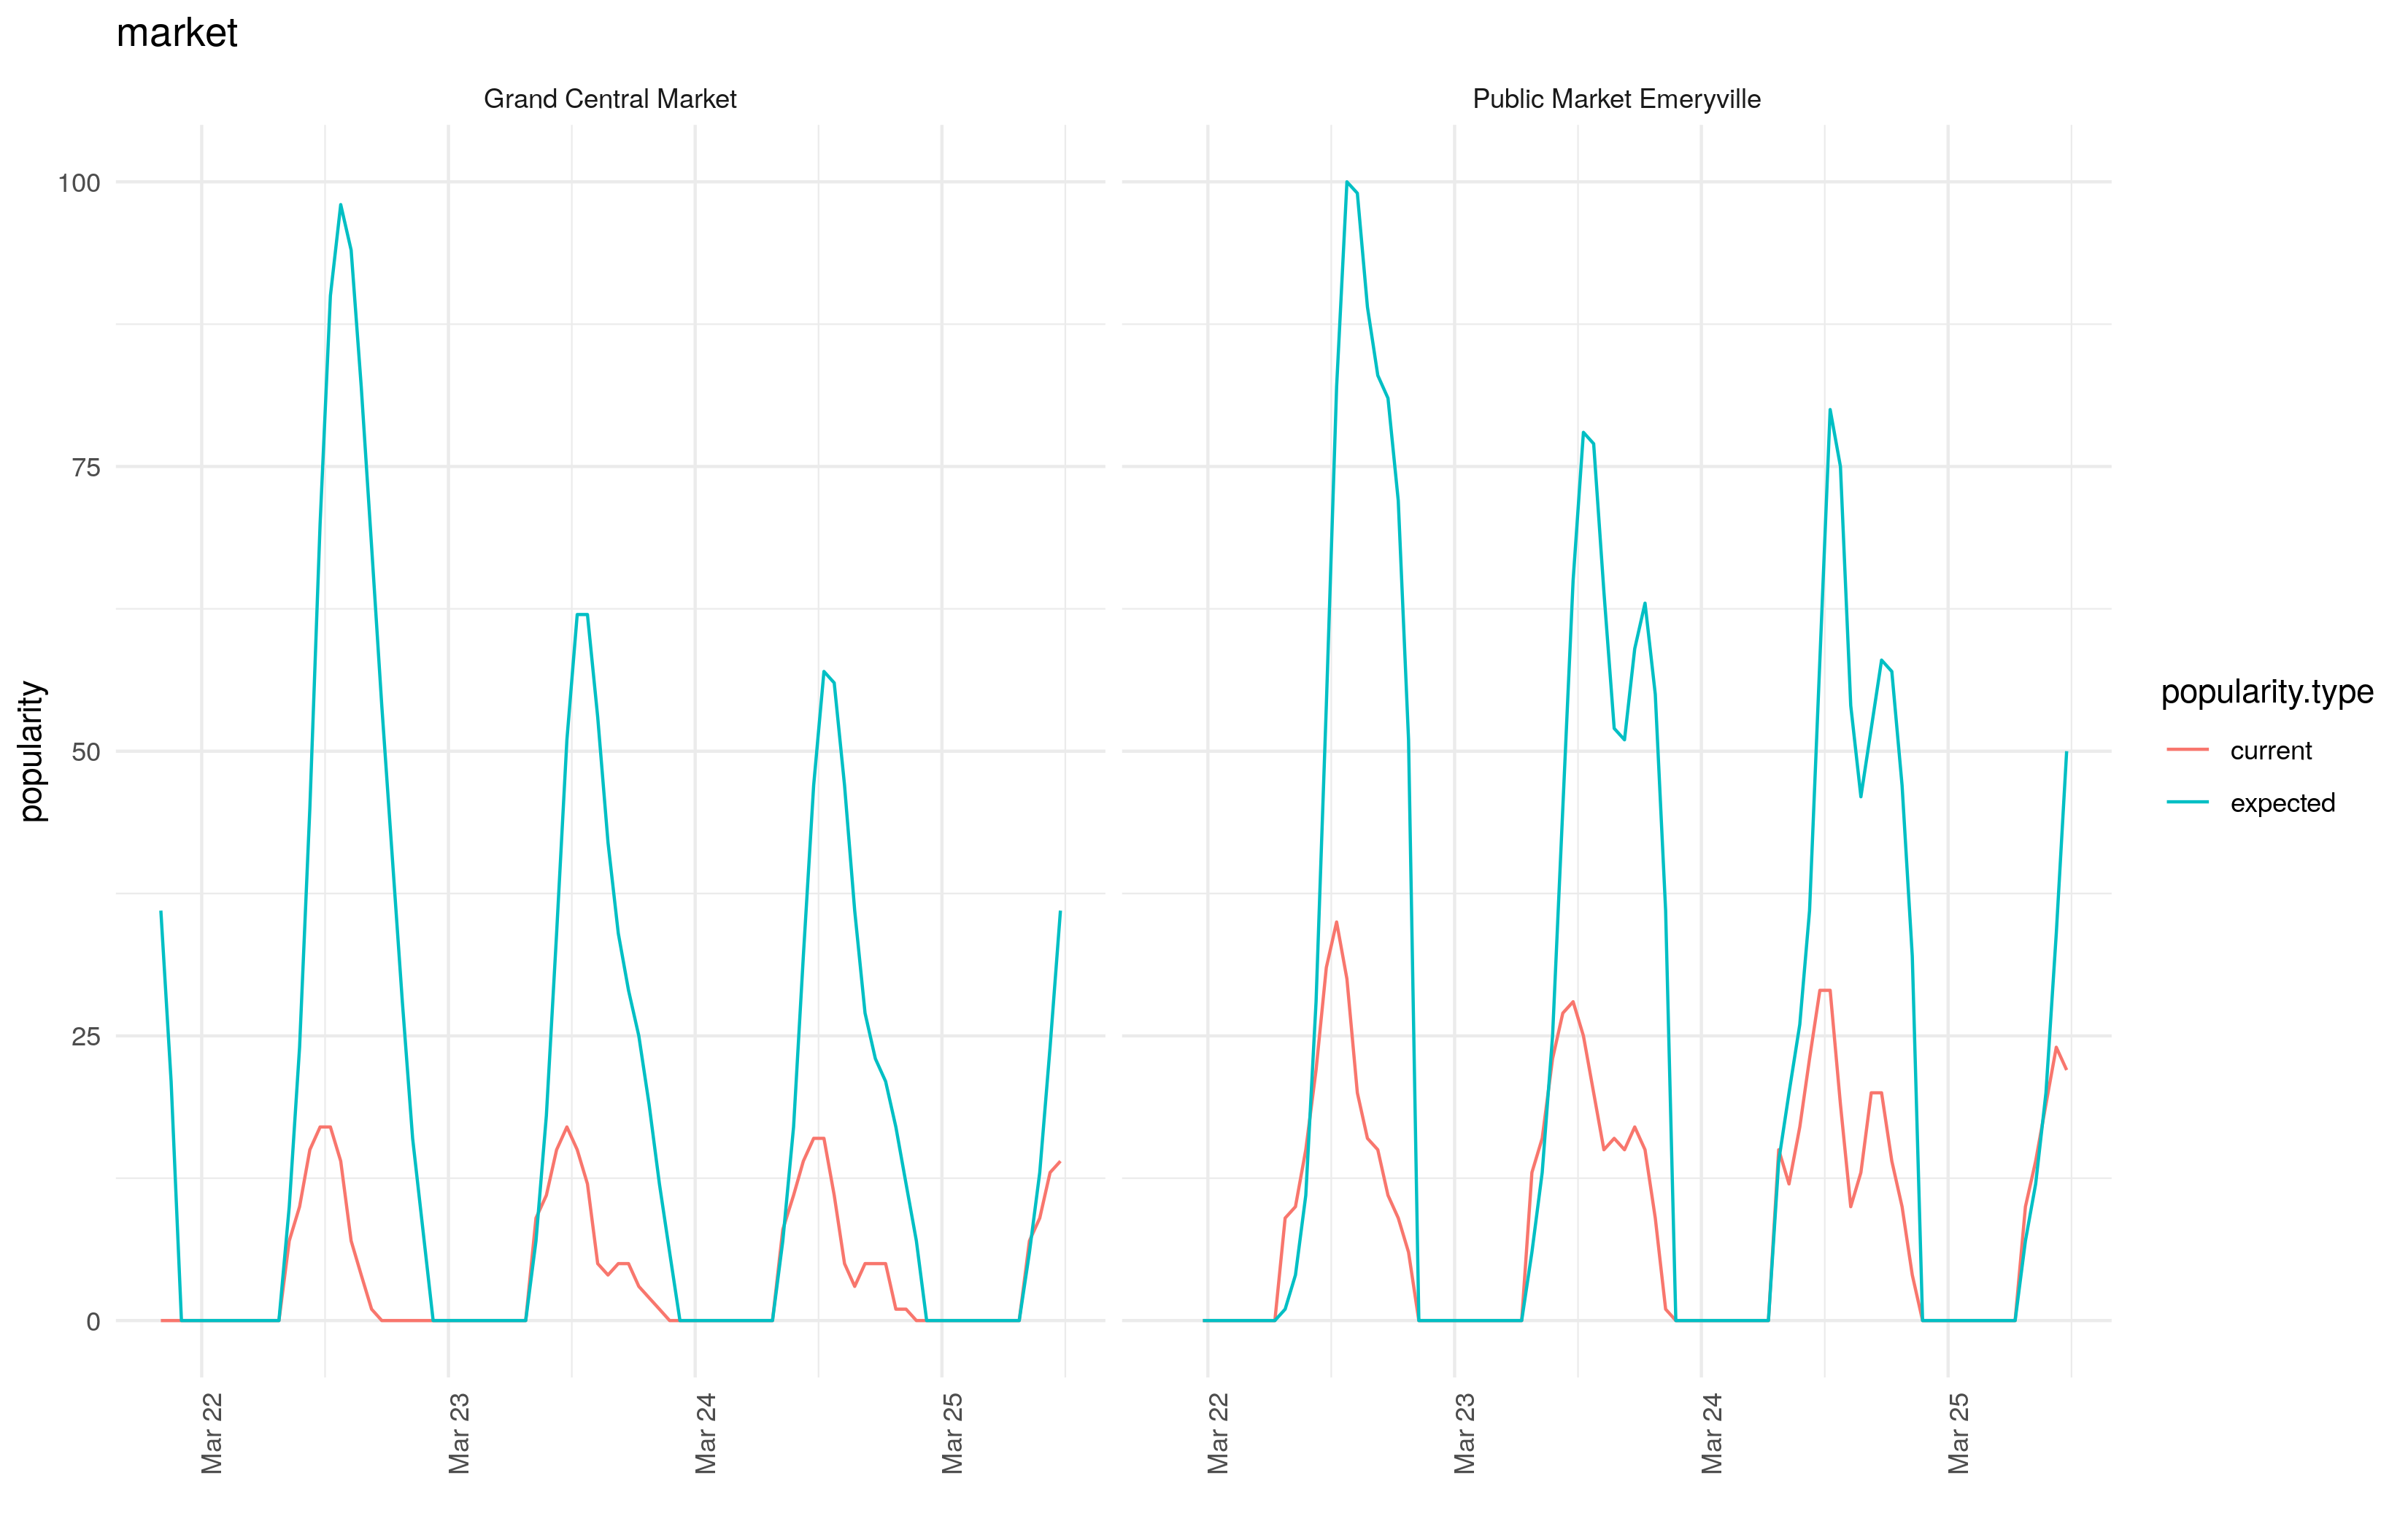 market
Grand Central Market
Public Market Emeryville
popularity
100
75
50
25
0
Mar 22
Mar 23
Mar 24
Mar 25
Mar 22
Mar 23
Mar 24
Mar 25
popularity.type
current
expected